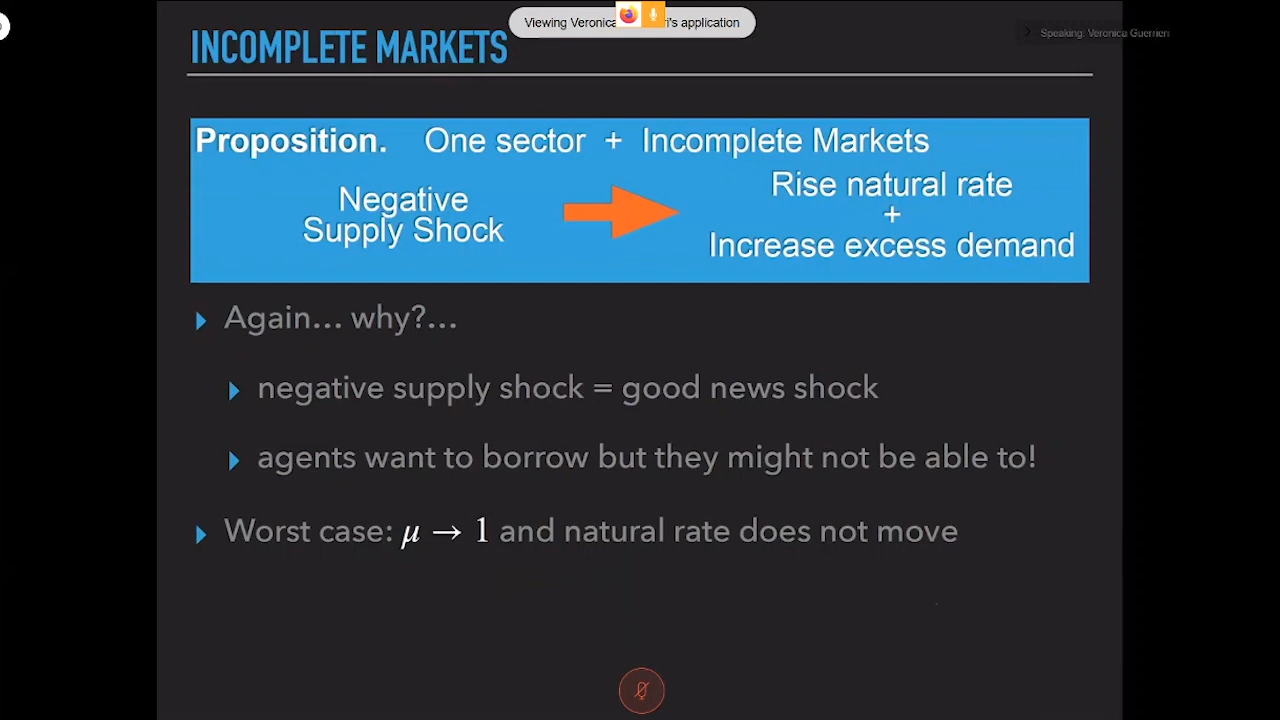 Viewing Veronica ri's application
Speaking: Veronica Guerrieri
INCOMPLETE MARKETS
Proposition. One sector + Incomplete Markets
Negative
Supply Shock
Rise natural rate
+
Increase excess demand
Again… why?…
negative supply shock = good news shock
agents want to borrow but they might not be able to!
Worst case: μ → 1 and natural rate does not move